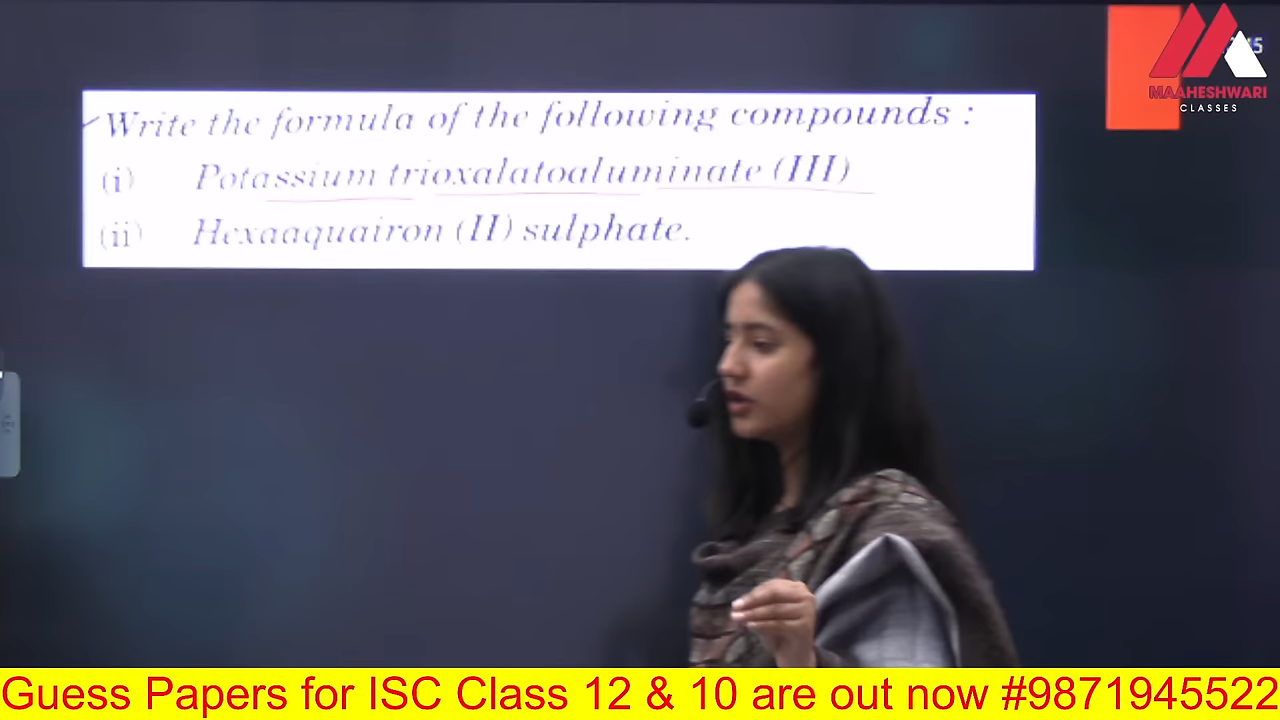 Write the formula of the following compounds :
(i) Potassium trioxalatoaluminate (III)
(ii) Hexaaquairon (II) sulphate.
MAAHESHWARI
CLASSES
Guess Papers for ISC Class 12 & 10 are out now #9871945522